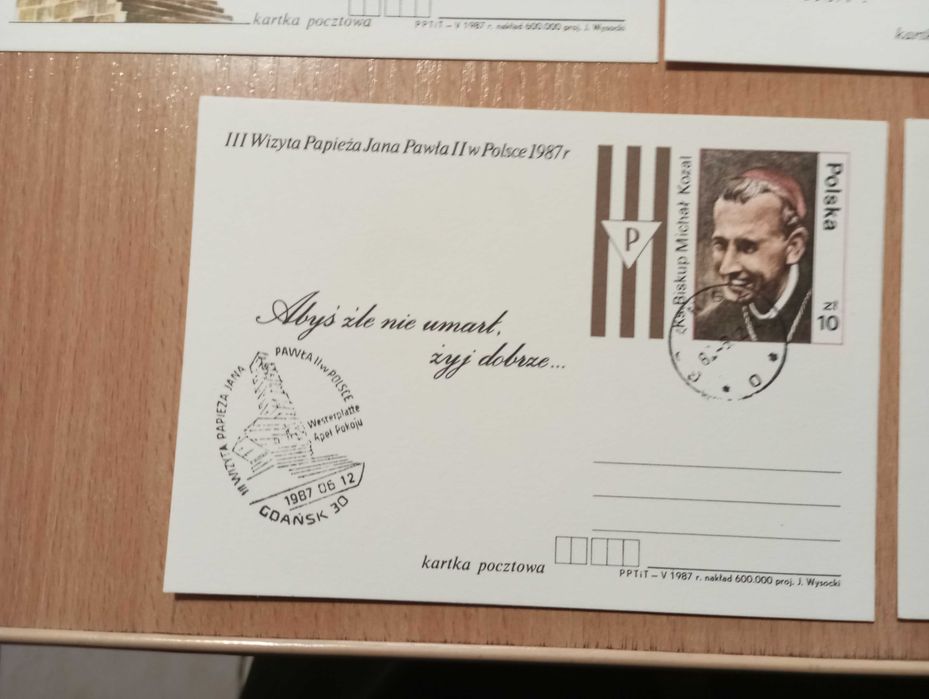 kartka pocztowa
PPTiT – V 1987 r. nakład 600.000 proj. J. Wysocki
III Wizyta Papieża Jana Pawła II w Polsce 1987r
P
Ks. Biskup Michał Kozal
Polska
zł
10
Abyś źle nie umarł,
żyj dobrze...
III WIZYTA PAPIEŻA JANA PAWŁA II w POLSCE
Westerplatte
Apel Pokoju
1987 06 12
GDAŃSK 30
kartka pocztowa
PPTiT – V 1987 r. nakład 600.000 proj. J. Wysocki